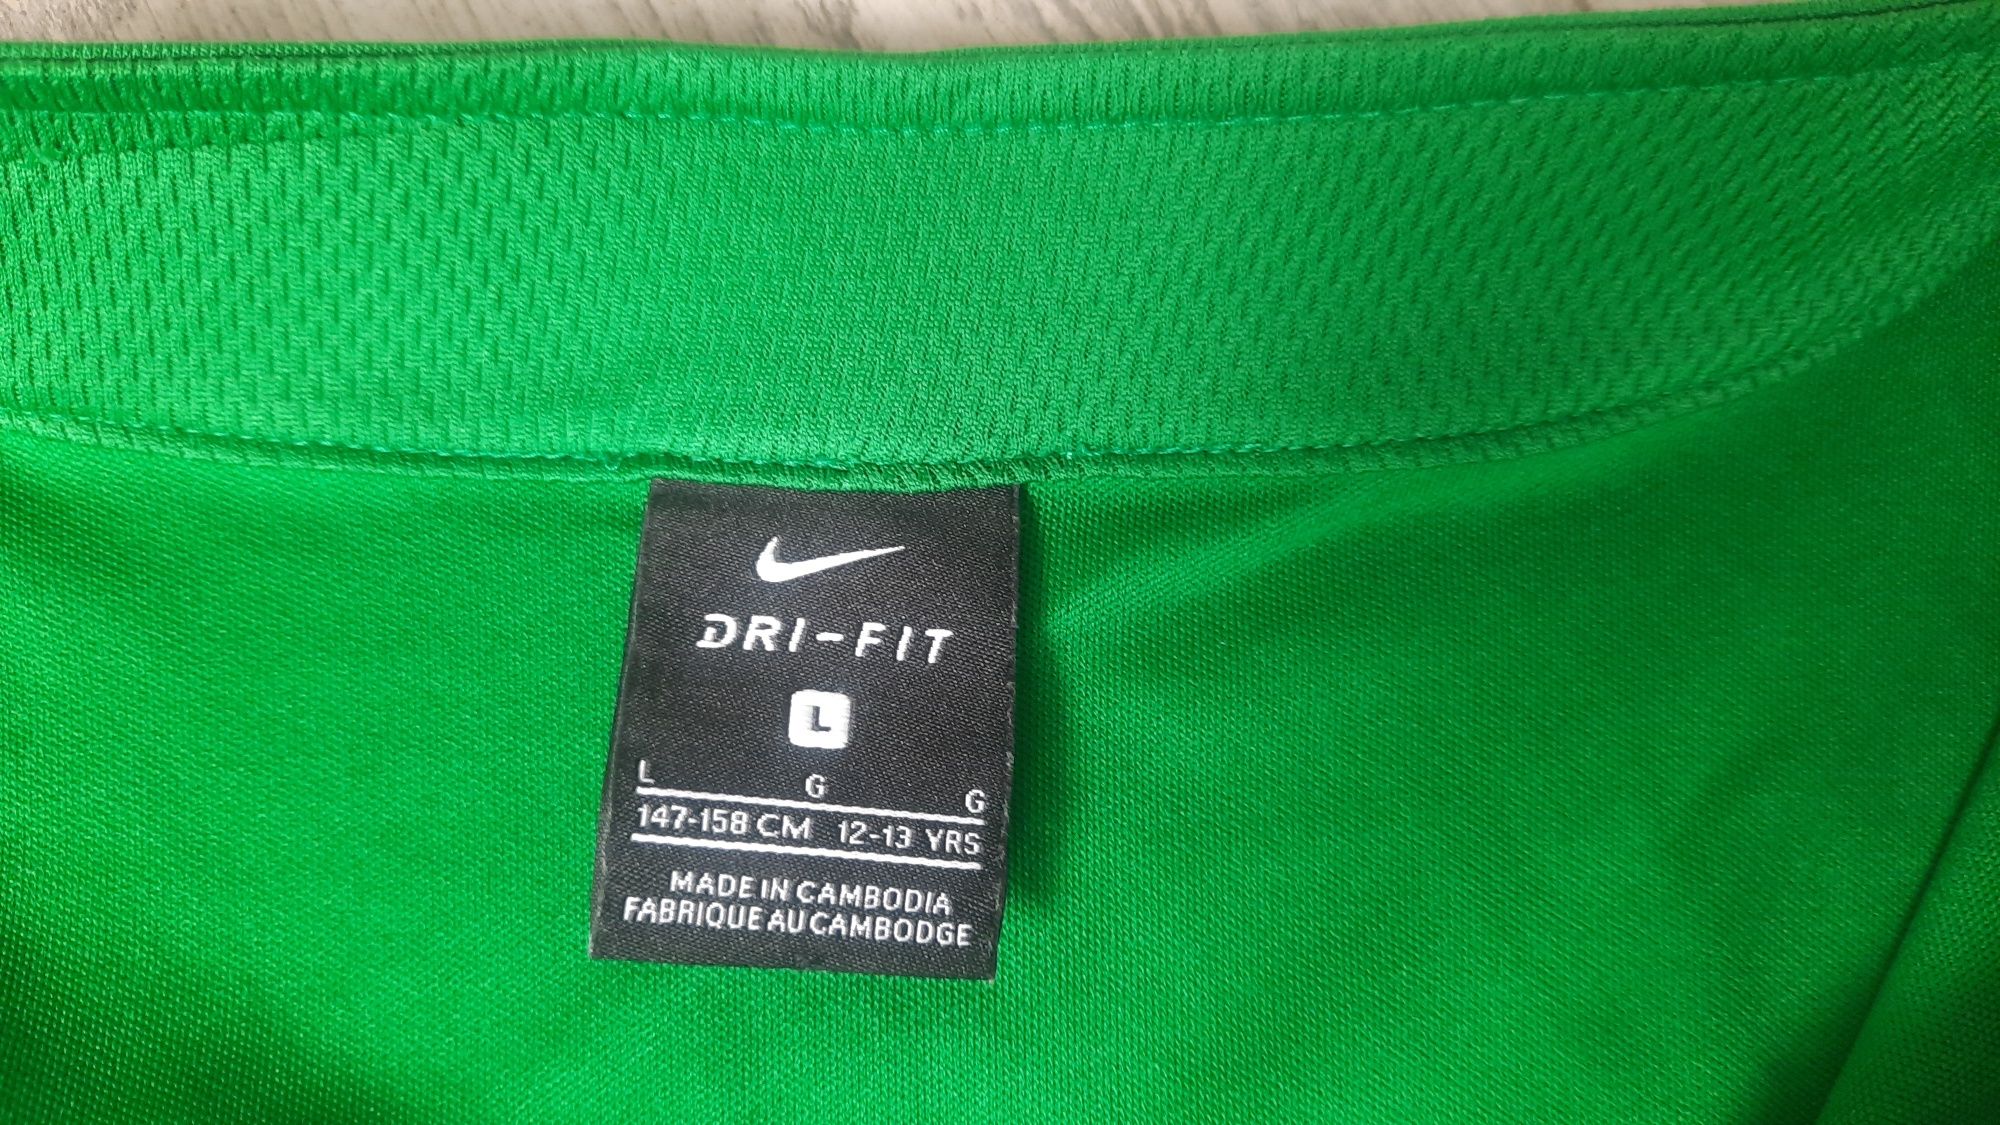 DRI-FIT
L
L G G
147-158 CM 12-13 YRS
MADE IN CAMBODIA
FABRIQUE AU CAMBODGE